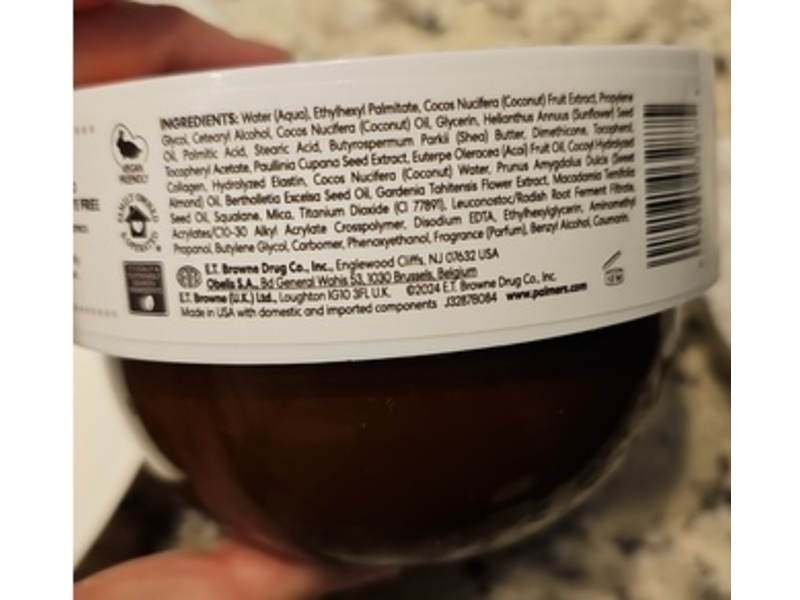 INGREDIENTS: Water (Aqua), Ethylhexyl Palmitate, Cocos Nucifera (Coconut) Fruit Extract, Propylene
Glycol, Cetearyl Alcohol, Cocos Nucifera (Coconut) Oil, Glycerin, Helianthus Annuus (Sunflower) Seed
Oil, Palmitic Acid, Stearic Acid, Butyrospermum Parkii (Shea) Butter, Dimethicone, Tocopherol,
Tocopheryl Acetate, Paullinia Cupana Seed Extract, Euterpe Oleracea (Acai) Fruit Oil, Cocoyl Hydrolyzed
Collagen, Hydrolyzed Elastin, Cocos Nucifera (Coconut) Water, Prunus Amygdalus Dulcis (Sweet
Almond) Oil, Bertholletia Excelsa Seed Oil, Gardenia Tahitensis Flower Extract, Macadamia Ternifolia
Seed Oil, Squalane, Mica, Titanium Dioxide (CI 77891), Leuconostoc/Radish Root Ferment Filtrate,
Acrylates/C10-30 Alkyl Acrylate Crosspolymer, Disodium EDTA, Ethylhexylglycerin, Aminomethyl
Propanol, Butylene Glycol, Carbomer, Phenoxyethanol, Fragrance (Parfum), Benzyl Alcohol, Coumarin.
E.T. Browne Drug Co., Inc., Englewood Cliffs, NJ 07632 USA
Obelis S.A., Bd General Wahis 53, 1030 Brussels, Belgium
E.T. Browne (U.K.) Ltd., Loughton IG10 3FL U.K. ©2024 E.T. Browne Drug Co., Inc.
Made in USA with domestic and imported components J3287B084 www.palmers.com
VEGAN
FRIENDLY
FAMILY OWNED
& OPERATED
FREE